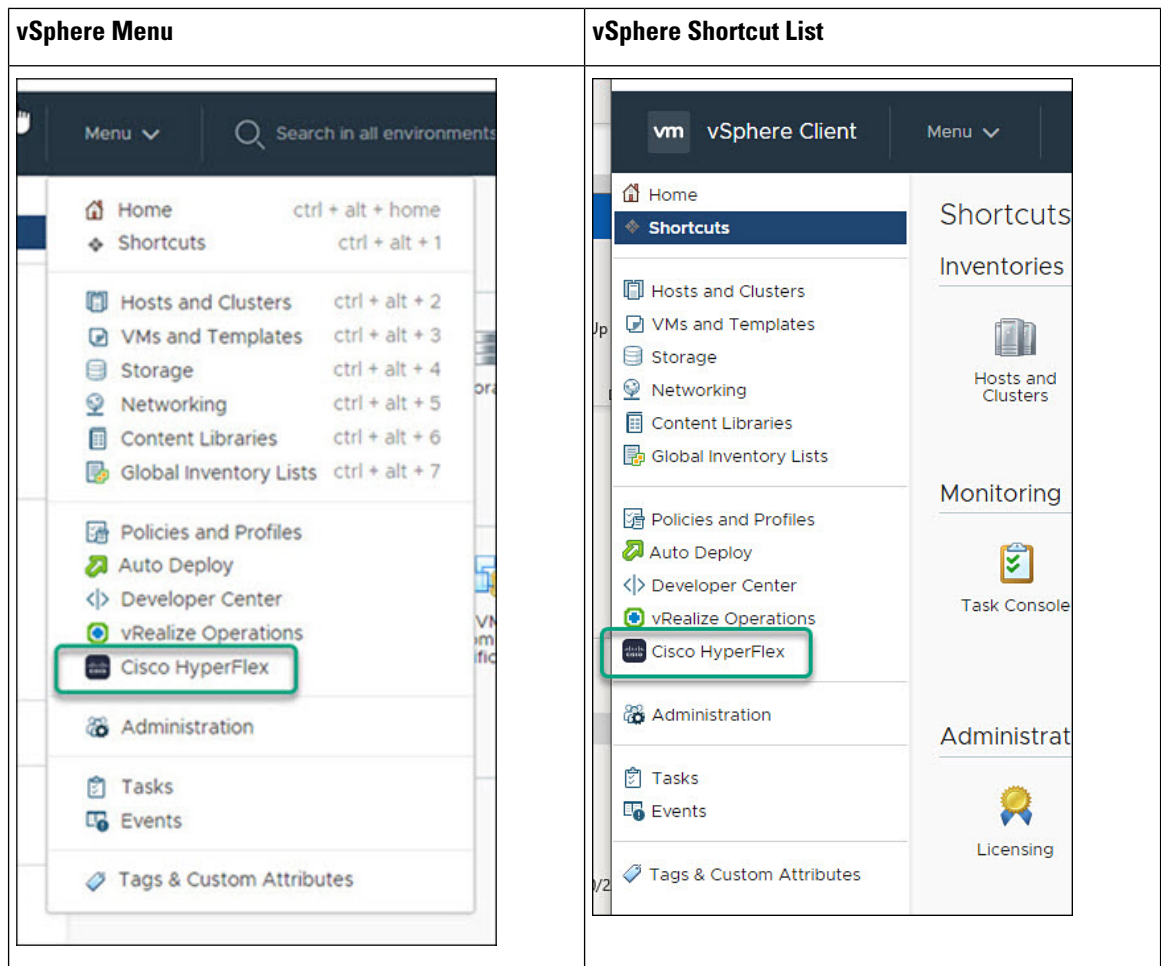 vSphere Menu
vSphere Shortcut List
Menu
Search in all environments
Home ctrl + alt + home
Shortcuts ctrl + alt + 1
Hosts and Clusters ctrl + alt + 2
VMs and Templates ctrl + alt + 3
Storage ctrl + alt + 4
Networking ctrl + alt + 5
Content Libraries ctrl + alt + 6
Global Inventory Lists ctrl + alt + 7
Policies and Profiles
Auto Deploy
Developer Center
vRealize Operations
Cisco HyperFlex
Administration
Tasks
Events
Tags & Custom Attributes
vm vSphere Client
Menu
Home
Shortcuts
Hosts and Clusters
VMs and Templates
Storage
Networking
Content Libraries
Global Inventory Lists
Policies and Profiles
Auto Deploy
Developer Center
vRealize Operations
Cisco HyperFlex
Administration
Tasks
Events
Tags & Custom Attributes
Shortcuts
Inventories
Hosts and
Clusters
Monitoring
Task Console
Administrat
Licensing